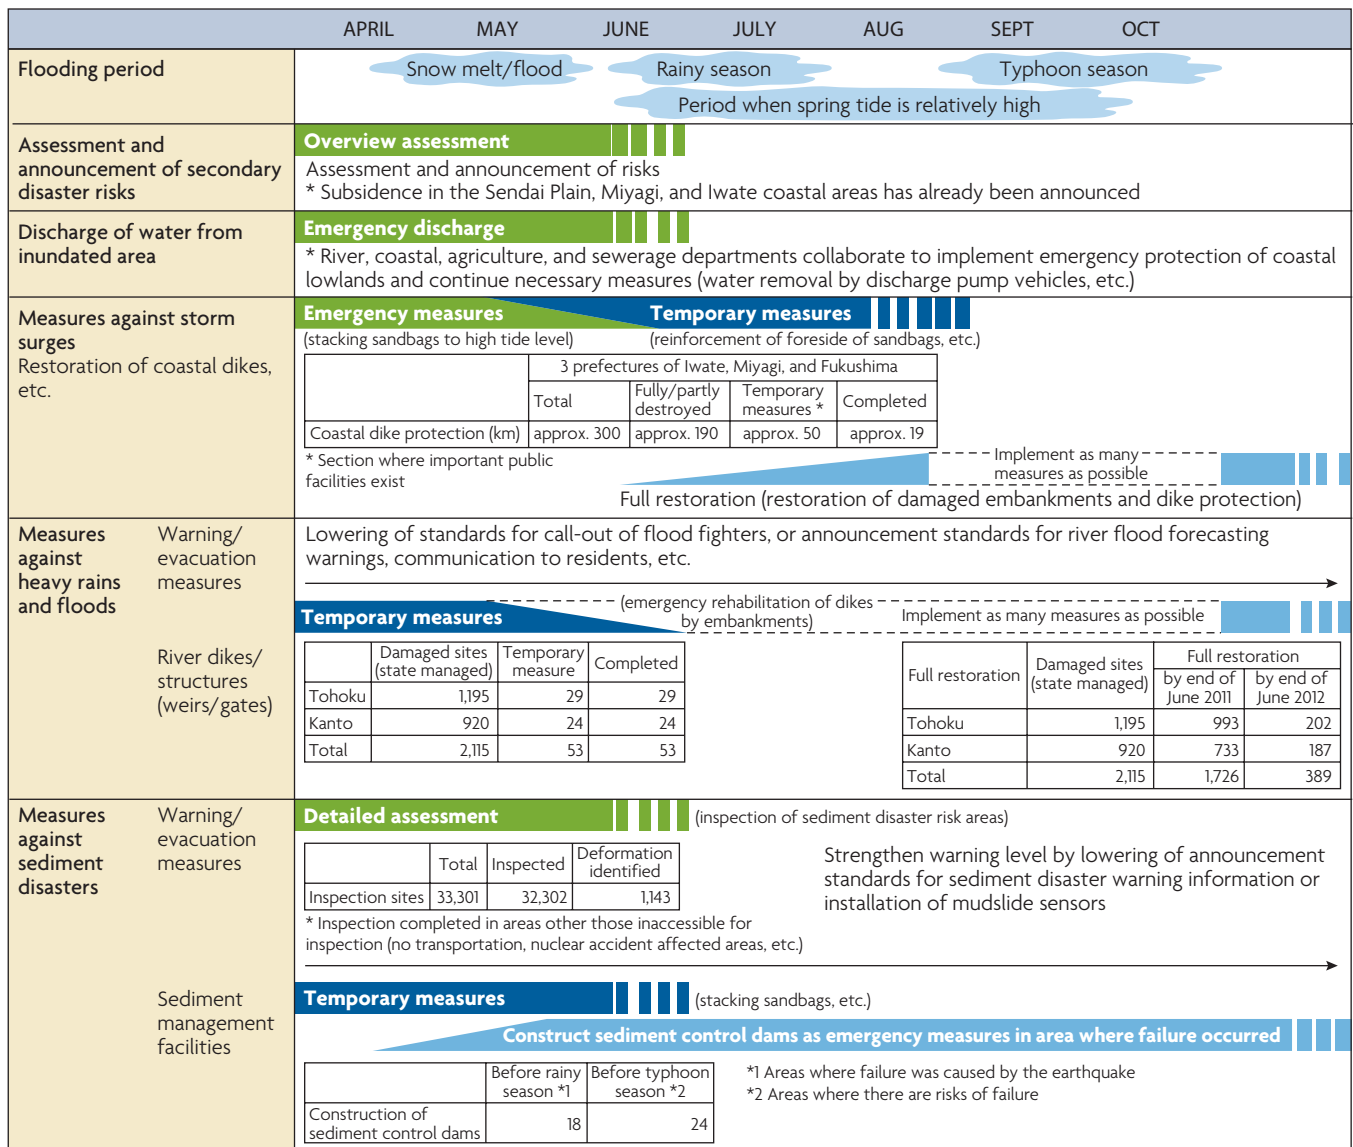 APRIL MAY JUNE JULY AUG SEPT OCT
Flooding period
Snow melt/flood Rainy season Typhoon season
Period when spring tide is relatively high
Assessment and
announcement of secondary
disaster risks
Overview assessment
Assessment and announcement of risks
* Subsidence in the Sendai Plain, Miyagi, and Iwate coastal areas has already been announced
Discharge of water from
inundated area
Emergency discharge
* River, coastal, agriculture, and sewerage departments collaborate to implement emergency protection of coastal
lowlands and continue necessary measures (water removal by discharge pump vehicles, etc.)
Measures against storm
surges
Restoration of coastal dikes,
etc.
Emergency measures Temporary measures
(stacking sandbags to high tide level) (reinforcement of foreside of sandbags, etc.)
3 prefectures of Iwate, Miyagi, and Fukushima
Total Fully/partly destroyed Temporary measures * Completed
Coastal dike protection (km) approx. 300 approx. 190 approx. 50 approx. 19
* Section where important public
facilities exist
Implement as many
measures as possible
Full restoration (restoration of damaged embankments and dike protection)
Measures
against
heavy rains
and floods
Warning/
evacuation
measures
Lowering of standards for call-out of flood fighters, or announcement standards for river flood forecasting
warnings, communication to residents, etc.
River dikes/
structures
(weirs/gates)
Temporary measures
(emergency rehabilitation of dikes
by embankments)
Implement as many measures as possible
Damaged sites (state managed) Temporary measure Completed
Tohoku 1,195 29 29
Kanto 920 24 24
Total 2,115 53 53
Full restoration Damaged sites (state managed) Full restoration
by end of June 2011 by end of June 2012
Tohoku 1,195 993 202
Kanto 920 733 187
Total 2,115 1,726 389
Measures
against
sediment
disasters
Warning/
evacuation
measures
Detailed assessment (inspection of sediment disaster risk areas)
Total Inspected Deformation identified
Inspection sites 33,301 32,302 1,143
* Inspection completed in areas other those inaccessible for
inspection (no transportation, nuclear accident affected areas, etc.)
Strengthen warning level by lowering of announcement
standards for sediment disaster warning information or
installation of mudslide sensors
Sediment
management
facilities
Temporary measures (stacking sandbags, etc.)
Construct sediment control dams as emergency measures in area where failure occurred
Before rainy season *1 Before typhoon season *2
Construction of sediment control dams 18 24
*1 Areas where failure was caused by the earthquake
*2 Areas where there are risks of failure